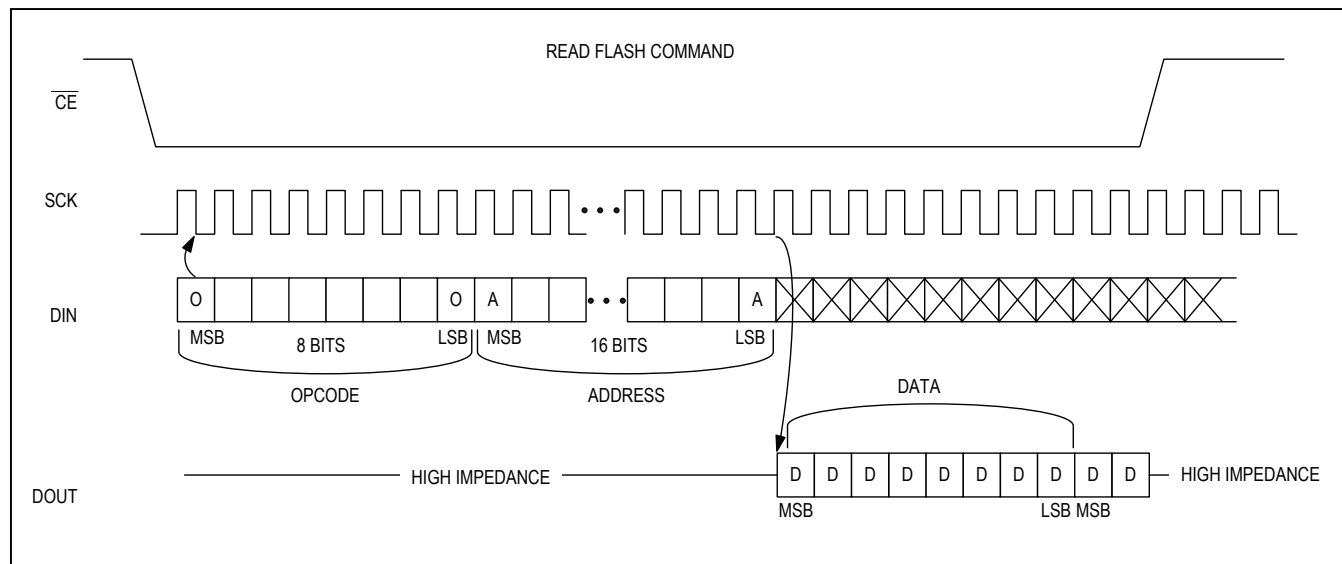 READ FLASH COMMAND
CE
SCK
• • •
DIN
O O A • • • A
MSB 8 BITS LSB MSB 16 BITS LSB
OPCODE ADDRESS
DATA
HIGH IMPEDANCE D D D D D D D D D D HIGH IMPEDANCE
DOUT
MSB LSB MSB